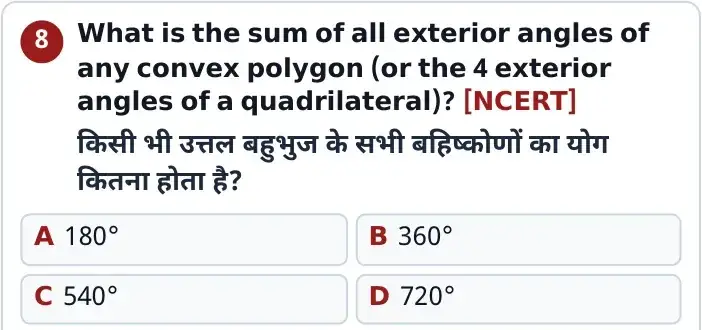 8 What is the sum of all exterior angles of
any convex polygon (or the 4 exterior
angles of a quadrilateral)? [NCERT]
किसी भी उत्तल बहुभुज के सभी बहिष्कोणों का योग
कितना होता है?
A 180° B 360°
C 540° D 720°